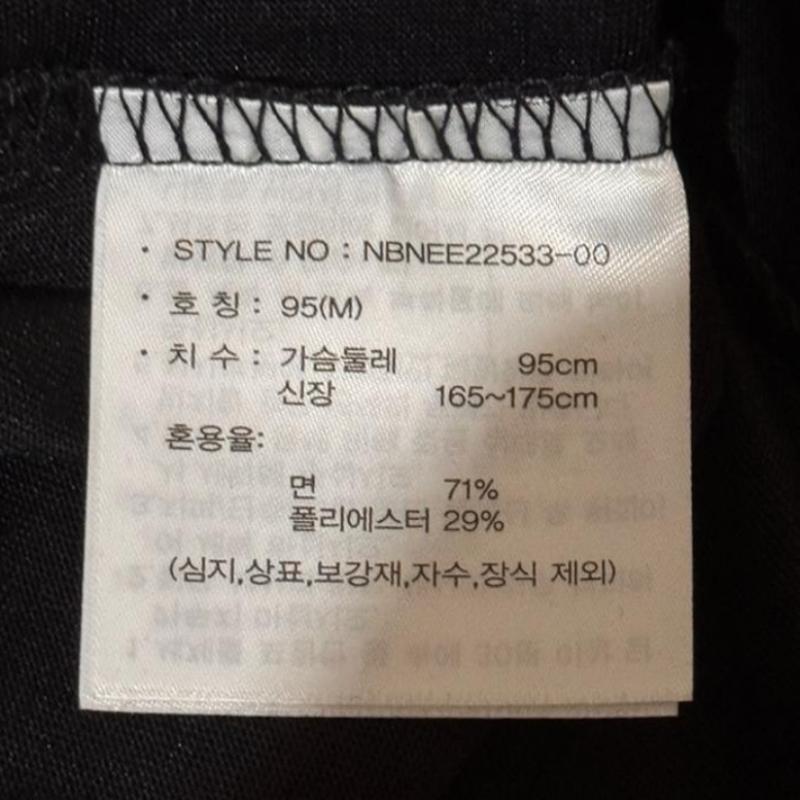 · STYLE NO : NBNEE22533-00
· 호 칭 : 95(M)
· 치 수 : 가슴둘레 95cm
신장 165~175cm
혼용율:
면 71%
폴리에스터 29%
(심지,상표,보강재,자수,장식 제외)